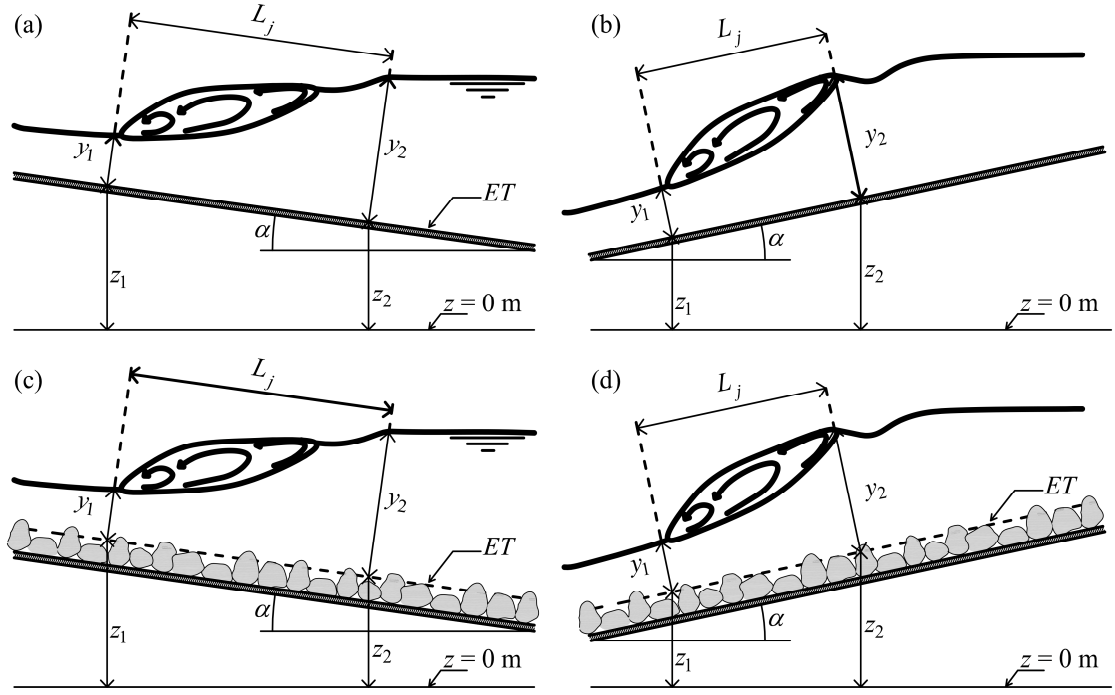 (a)
L_j
y_1
y_2
ET
α
z_1
z_2
z = 0 m
(b)
L_j
y_1
y_2
α
z_1
z_2
z = 0 m
(c)
L_j
y_1
y_2
ET
α
z_1
z_2
z = 0 m
(d)
L_j
y_1
y_2
ET
α
z_1
z_2
z = 0 m